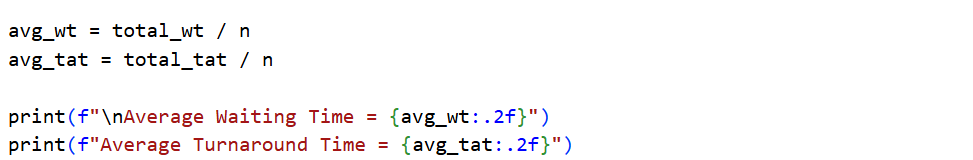 avg_wt = total_wt / n
avg_tat = total_tat / n
print(f"\nAverage Waiting Time = {avg_wt:.2f}")
print(f"Average Turnaround Time = {avg_tat:.2f}")